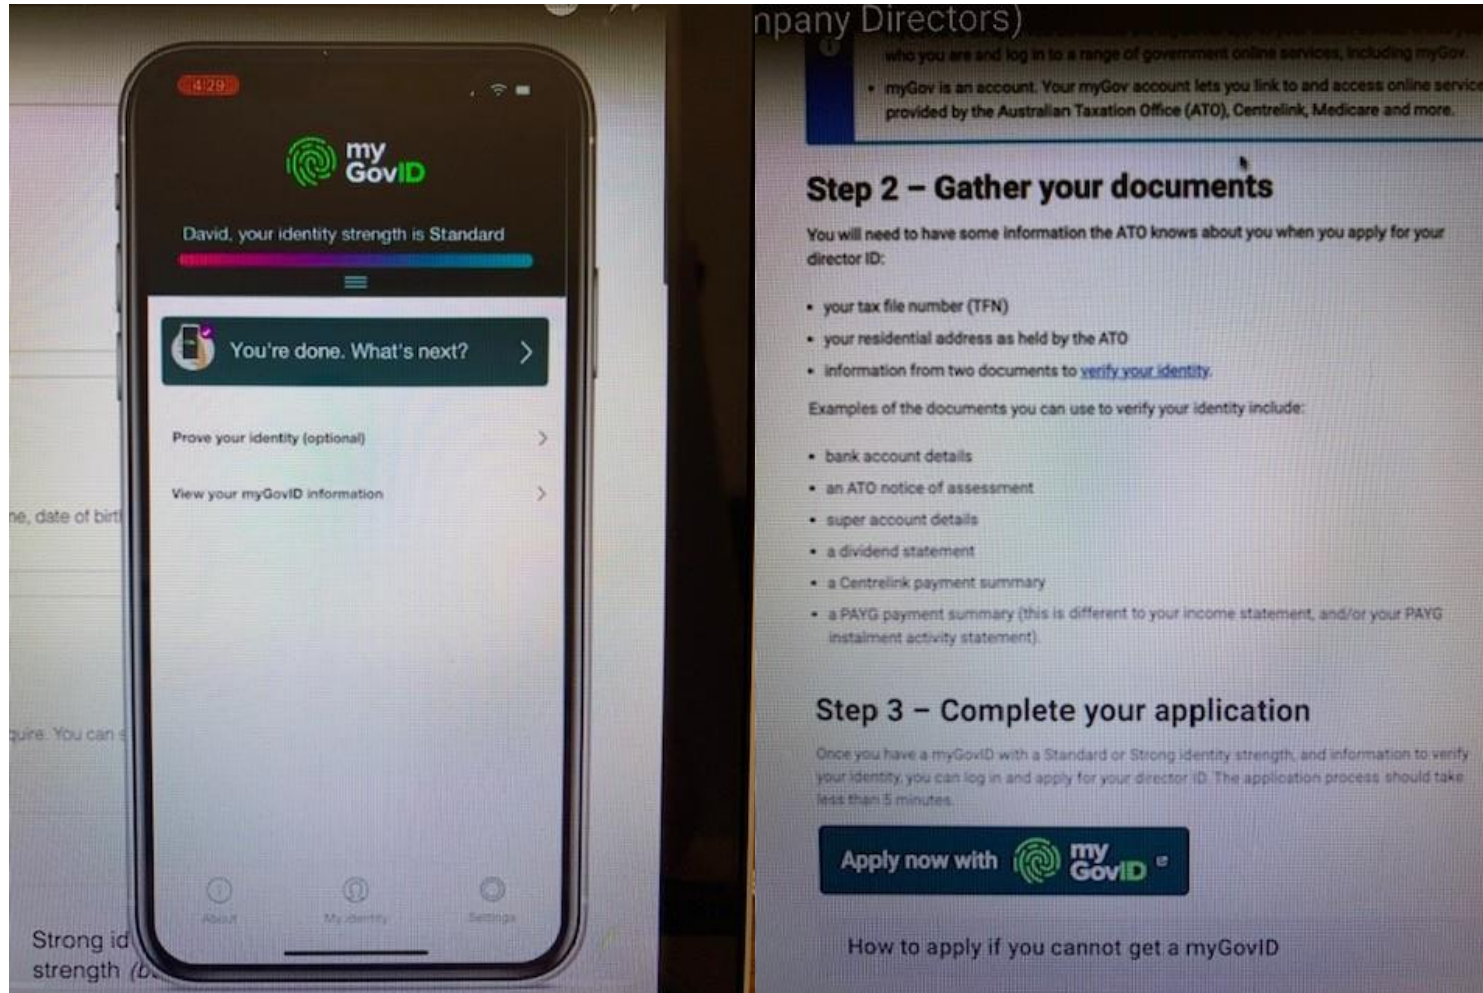 4:29
my
GovID
David, your identity strength is Standard
You're done. What's next?
Prove your identity (optional)
View your myGovID information
ne, date of birt
quire. You can s
About
My identity
Settings
Strong id
strength (b
npany Directors)
who you are and log in to a range of government online services, including myGov.
• myGov is an account. Your myGov account lets you link to and access online service
provided by the Australian Taxation Office (ATO), Centrelink, Medicare and more.
Step 2 – Gather your documents
You will need to have some information the ATO knows about you when you apply for your
director ID:
• your tax file number (TFN)
• your residential address as held by the ATO
• information from two documents to verify your identity.
Examples of the documents you can use to verify your identity include:
• bank account details
• an ATO notice of assessment
• super account details
• a dividend statement
• a Centrelink payment summary
• a PAYG payment summary (this is different to your income statement, and/or your PAYG
instalment activity statement).
Step 3 – Complete your application
Once you have a myGovID with a Standard or Strong identity strength, and information to verify
your identity, you can log in and apply for your director ID. The application process should take
less than 5 minutes.
Apply now with my
GovID
How to apply if you cannot get a myGovID